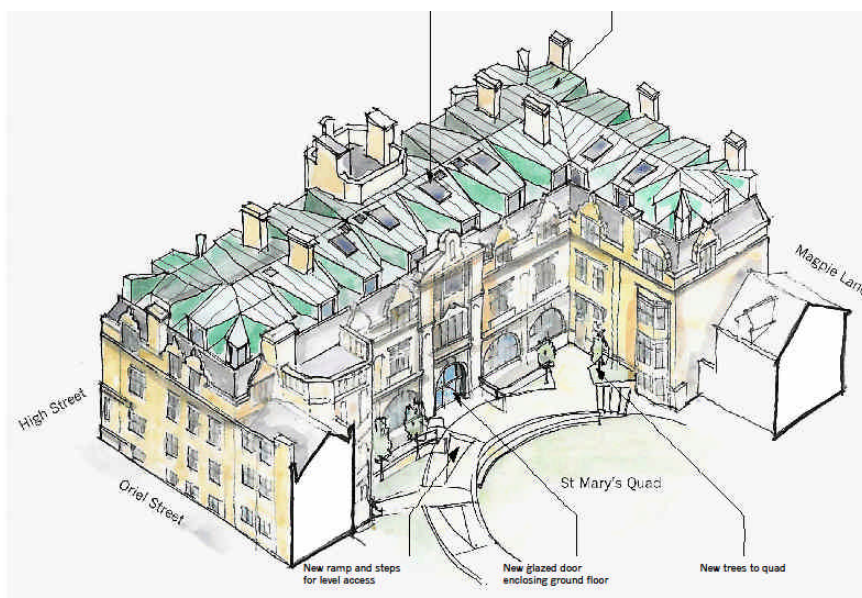 Magpie Lane
High Street
Oriel Street
St Mary's Quad
New ramp and steps
for level access
New glazed door
enclosing ground floor
New trees to quad